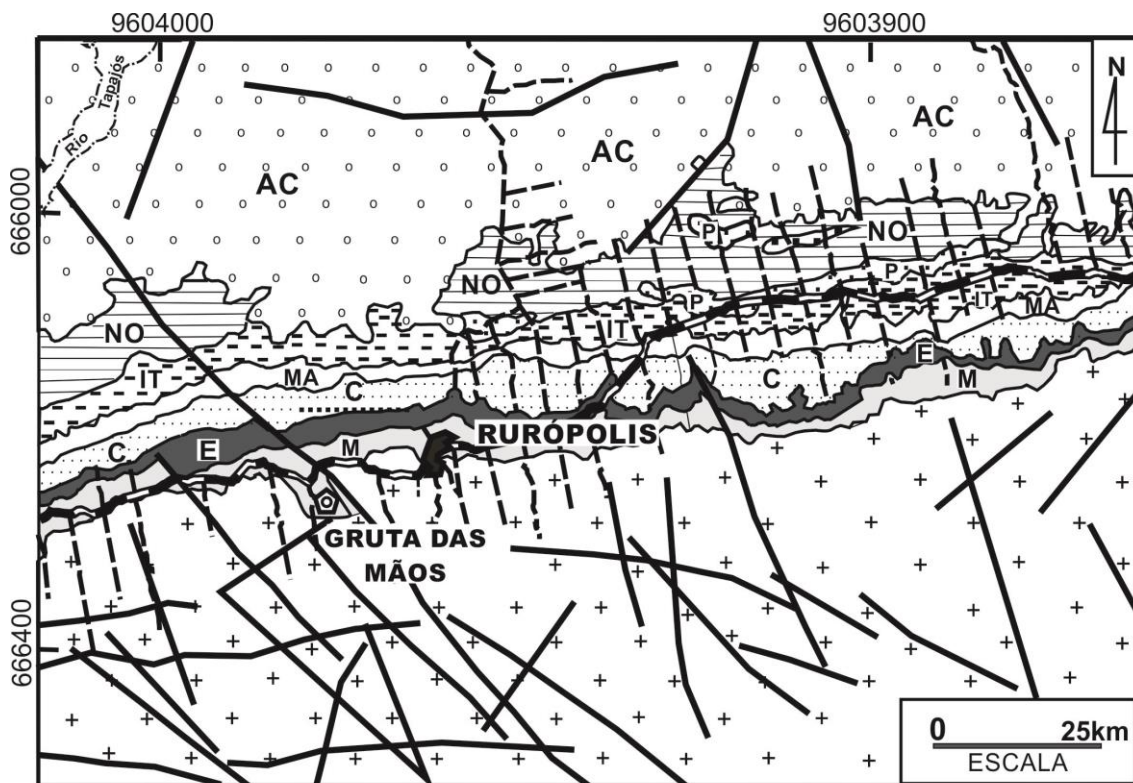 9604000
9603900
Rio Tapajós
N
AC
AC
AC
666000
P
NO
NO
P
NO
P
IT
IT
MA
IT
MA
C
E
C
M
RURÓPOLIS
C
E
M
GRUTA DAS
MÃOS
666400
0
25km
ESCALA